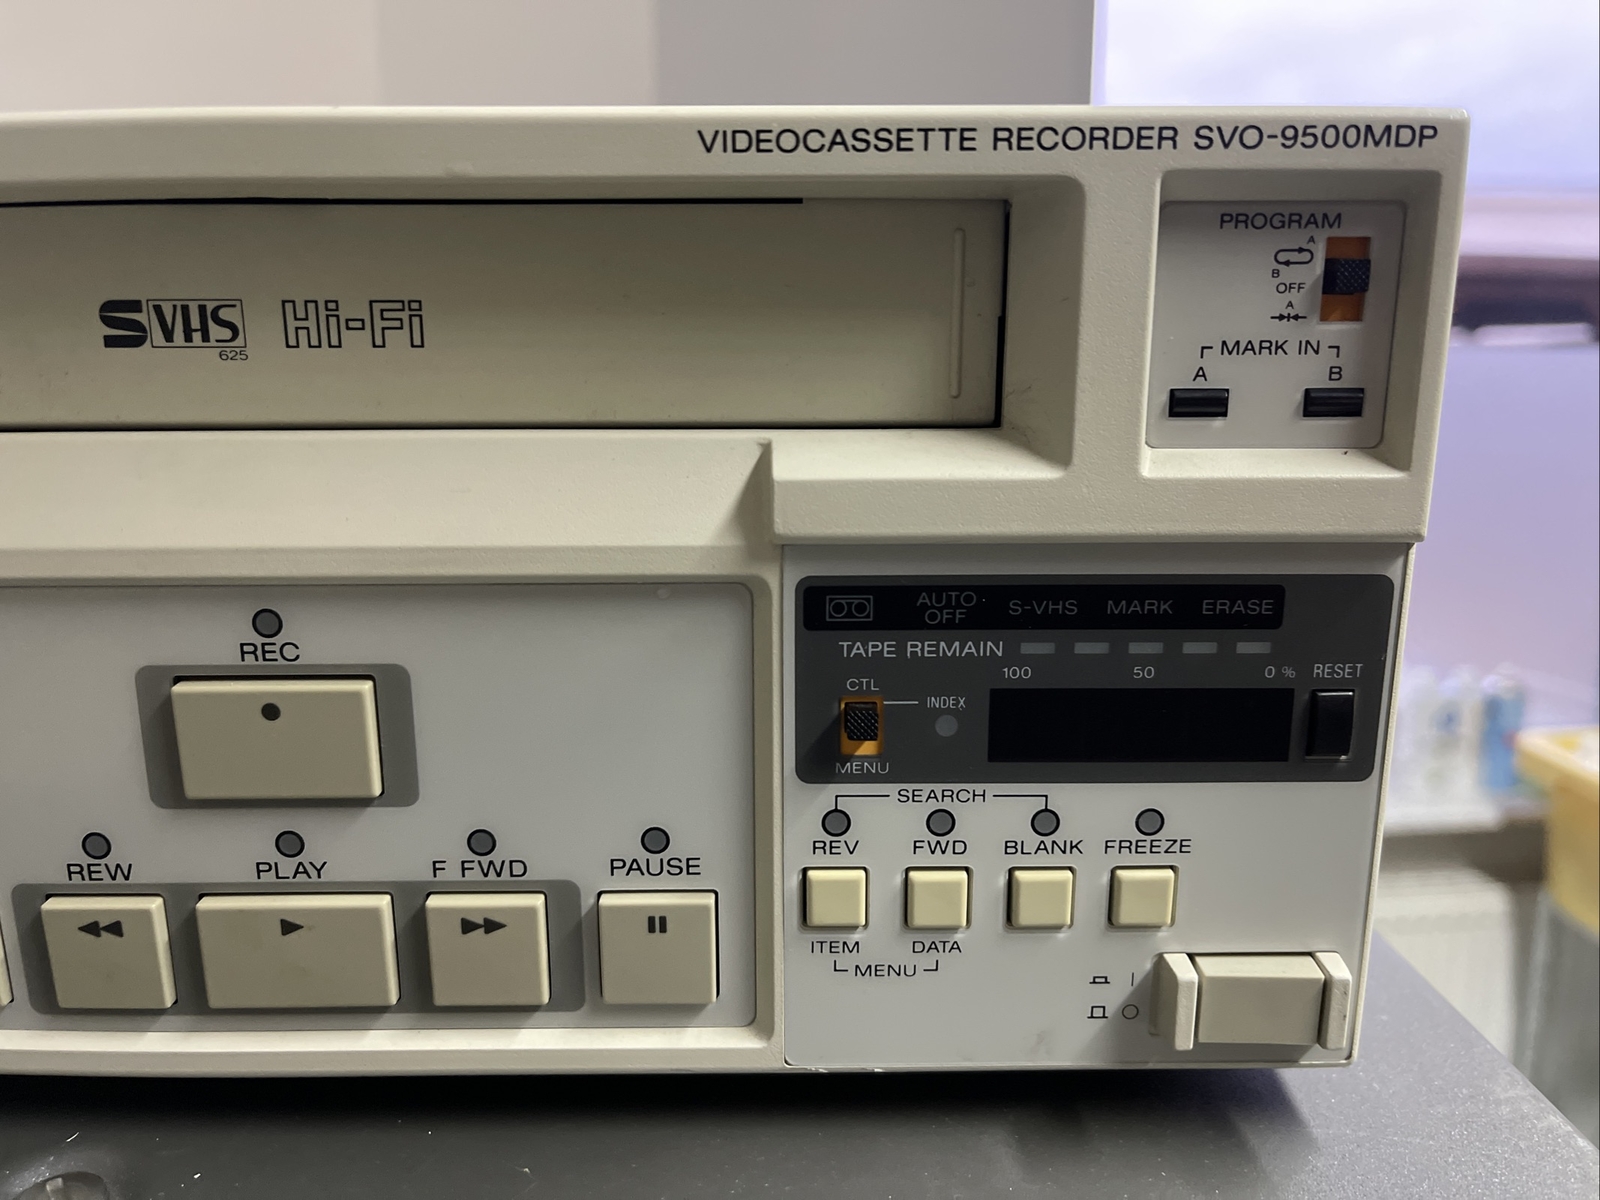 VIDEOCASSETTE RECORDER SVO-9500MDP
PROGRAM
A
B
OFF
A
MARK IN
A B
S VHS Hi-Fi
625
AUTO OFF S-VHS MARK ERASE
TAPE REMAIN
100 50 0 % RESET
CTL
INDEX
MENU
REC
SEARCH
REV FWD BLANK FREEZE
REW PLAY F FWD PAUSE
ITEM DATA
MENU